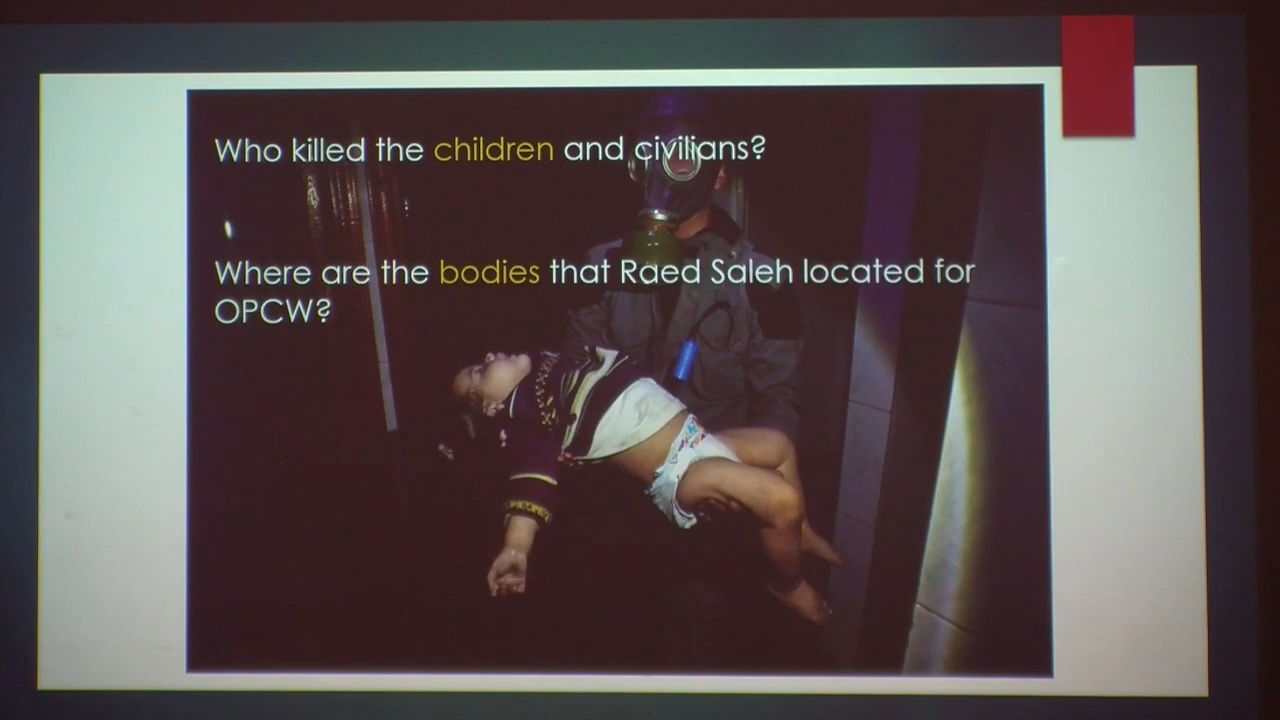 Who killed the children and civilians?
Where are the bodies that Raed Saleh located for
OPCW?